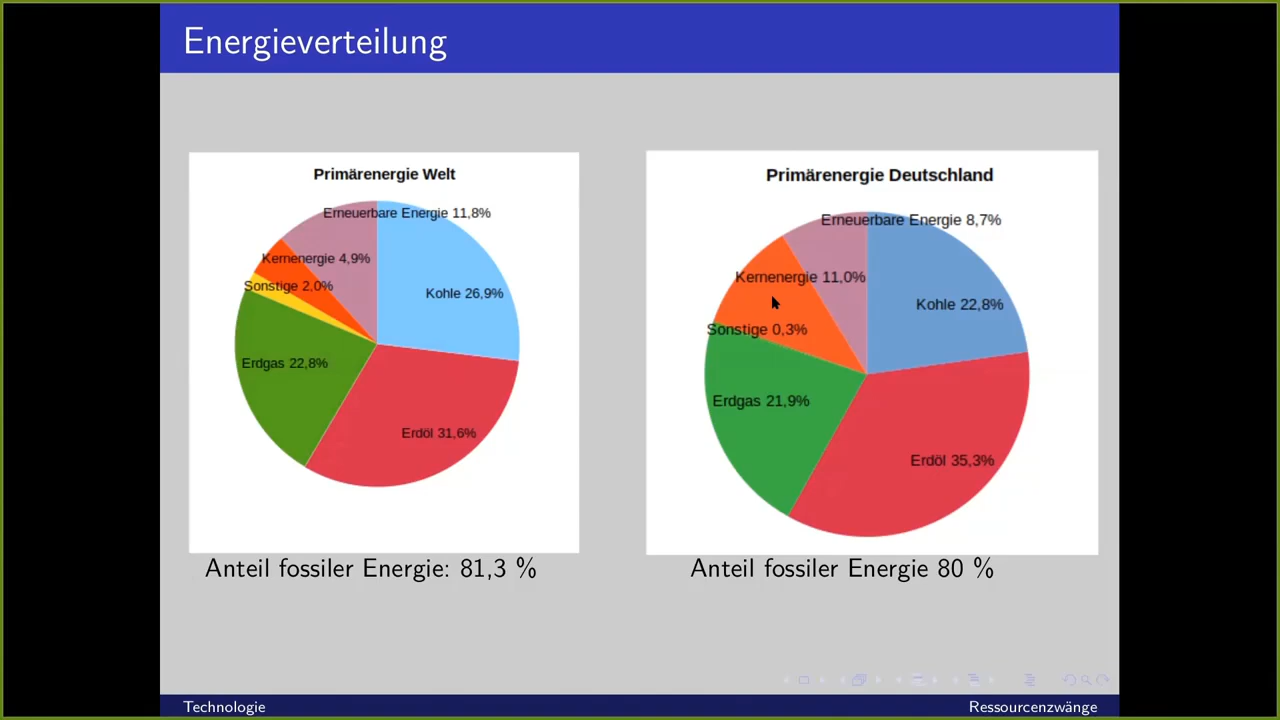 Energieverteilung
Primärenergie Welt
Erneuerbare Energie 11,8%
Kernenergie 4,9%
Sonstige 2,0%
Kohle 26,9%
Erdgas 22,8%
Erdöl 31,6%
Anteil fossiler Energie: 81,3 %
Primärenergie Deutschland
Erneuerbare Energie 8,7%
Kernenergie 11,0%
Kohle 22,8%
Sonstige 0,3%
Erdgas 21,9%
Erdöl 35,3%
Anteil fossiler Energie 80 %
Technologie
Ressourcenzwänge